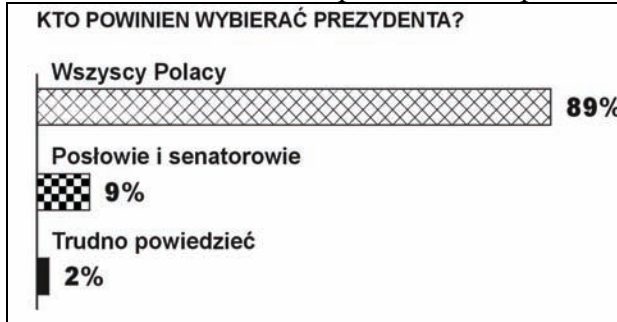 KTO POWINIEN WYBIERAĆ PREZYDENTA?
Wszyscy Polacy
89%
Posłowie i senatorowie
9%
Trudno powiedzieć
2%